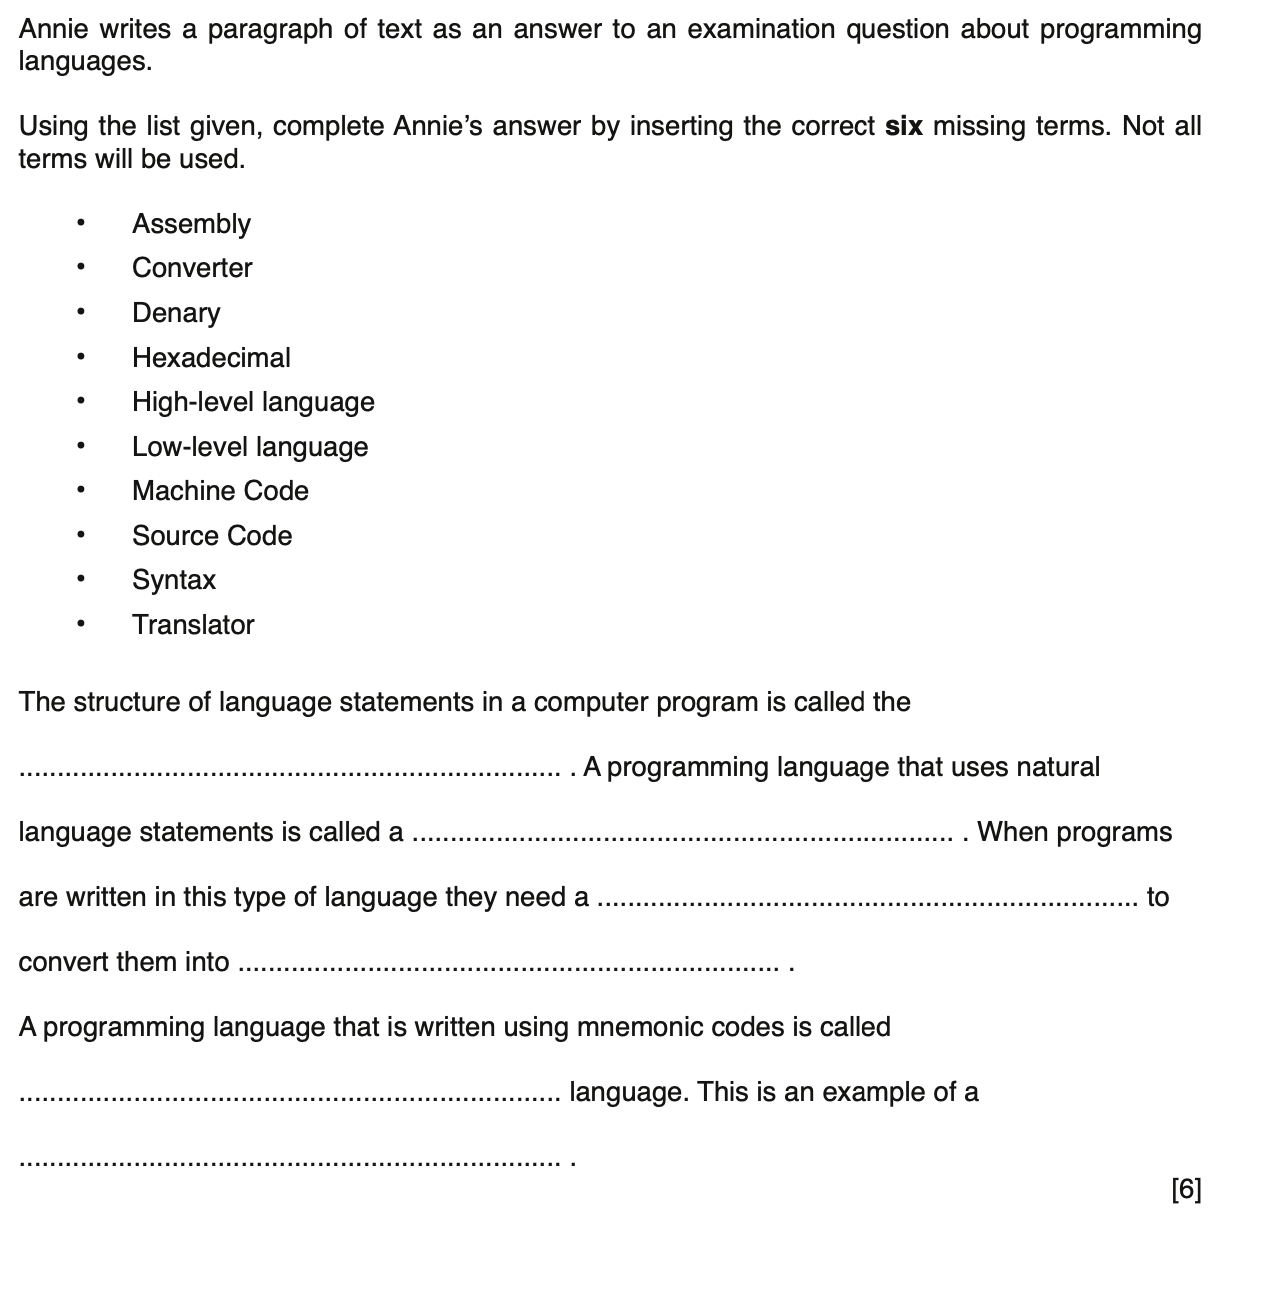 Annie writes a paragraph of text as an answer to an examination question about programming
languages.
Using the list given, complete Annie’s answer by inserting the correct six missing terms. Not all
terms will be used.
• Assembly
• Converter
• Denary
• Hexadecimal
• High-level language
• Low-level language
• Machine Code
• Source Code
• Syntax
• Translator
The structure of language statements in a computer program is called the
....................................................................... . A programming language that uses natural
language statements is called a ....................................................................... . When programs
are written in this type of language they need a ....................................................................... to
convert them into ....................................................................... .
A programming language that is written using mnemonic codes is called
....................................................................... language. This is an example of a
....................................................................... .
[6]